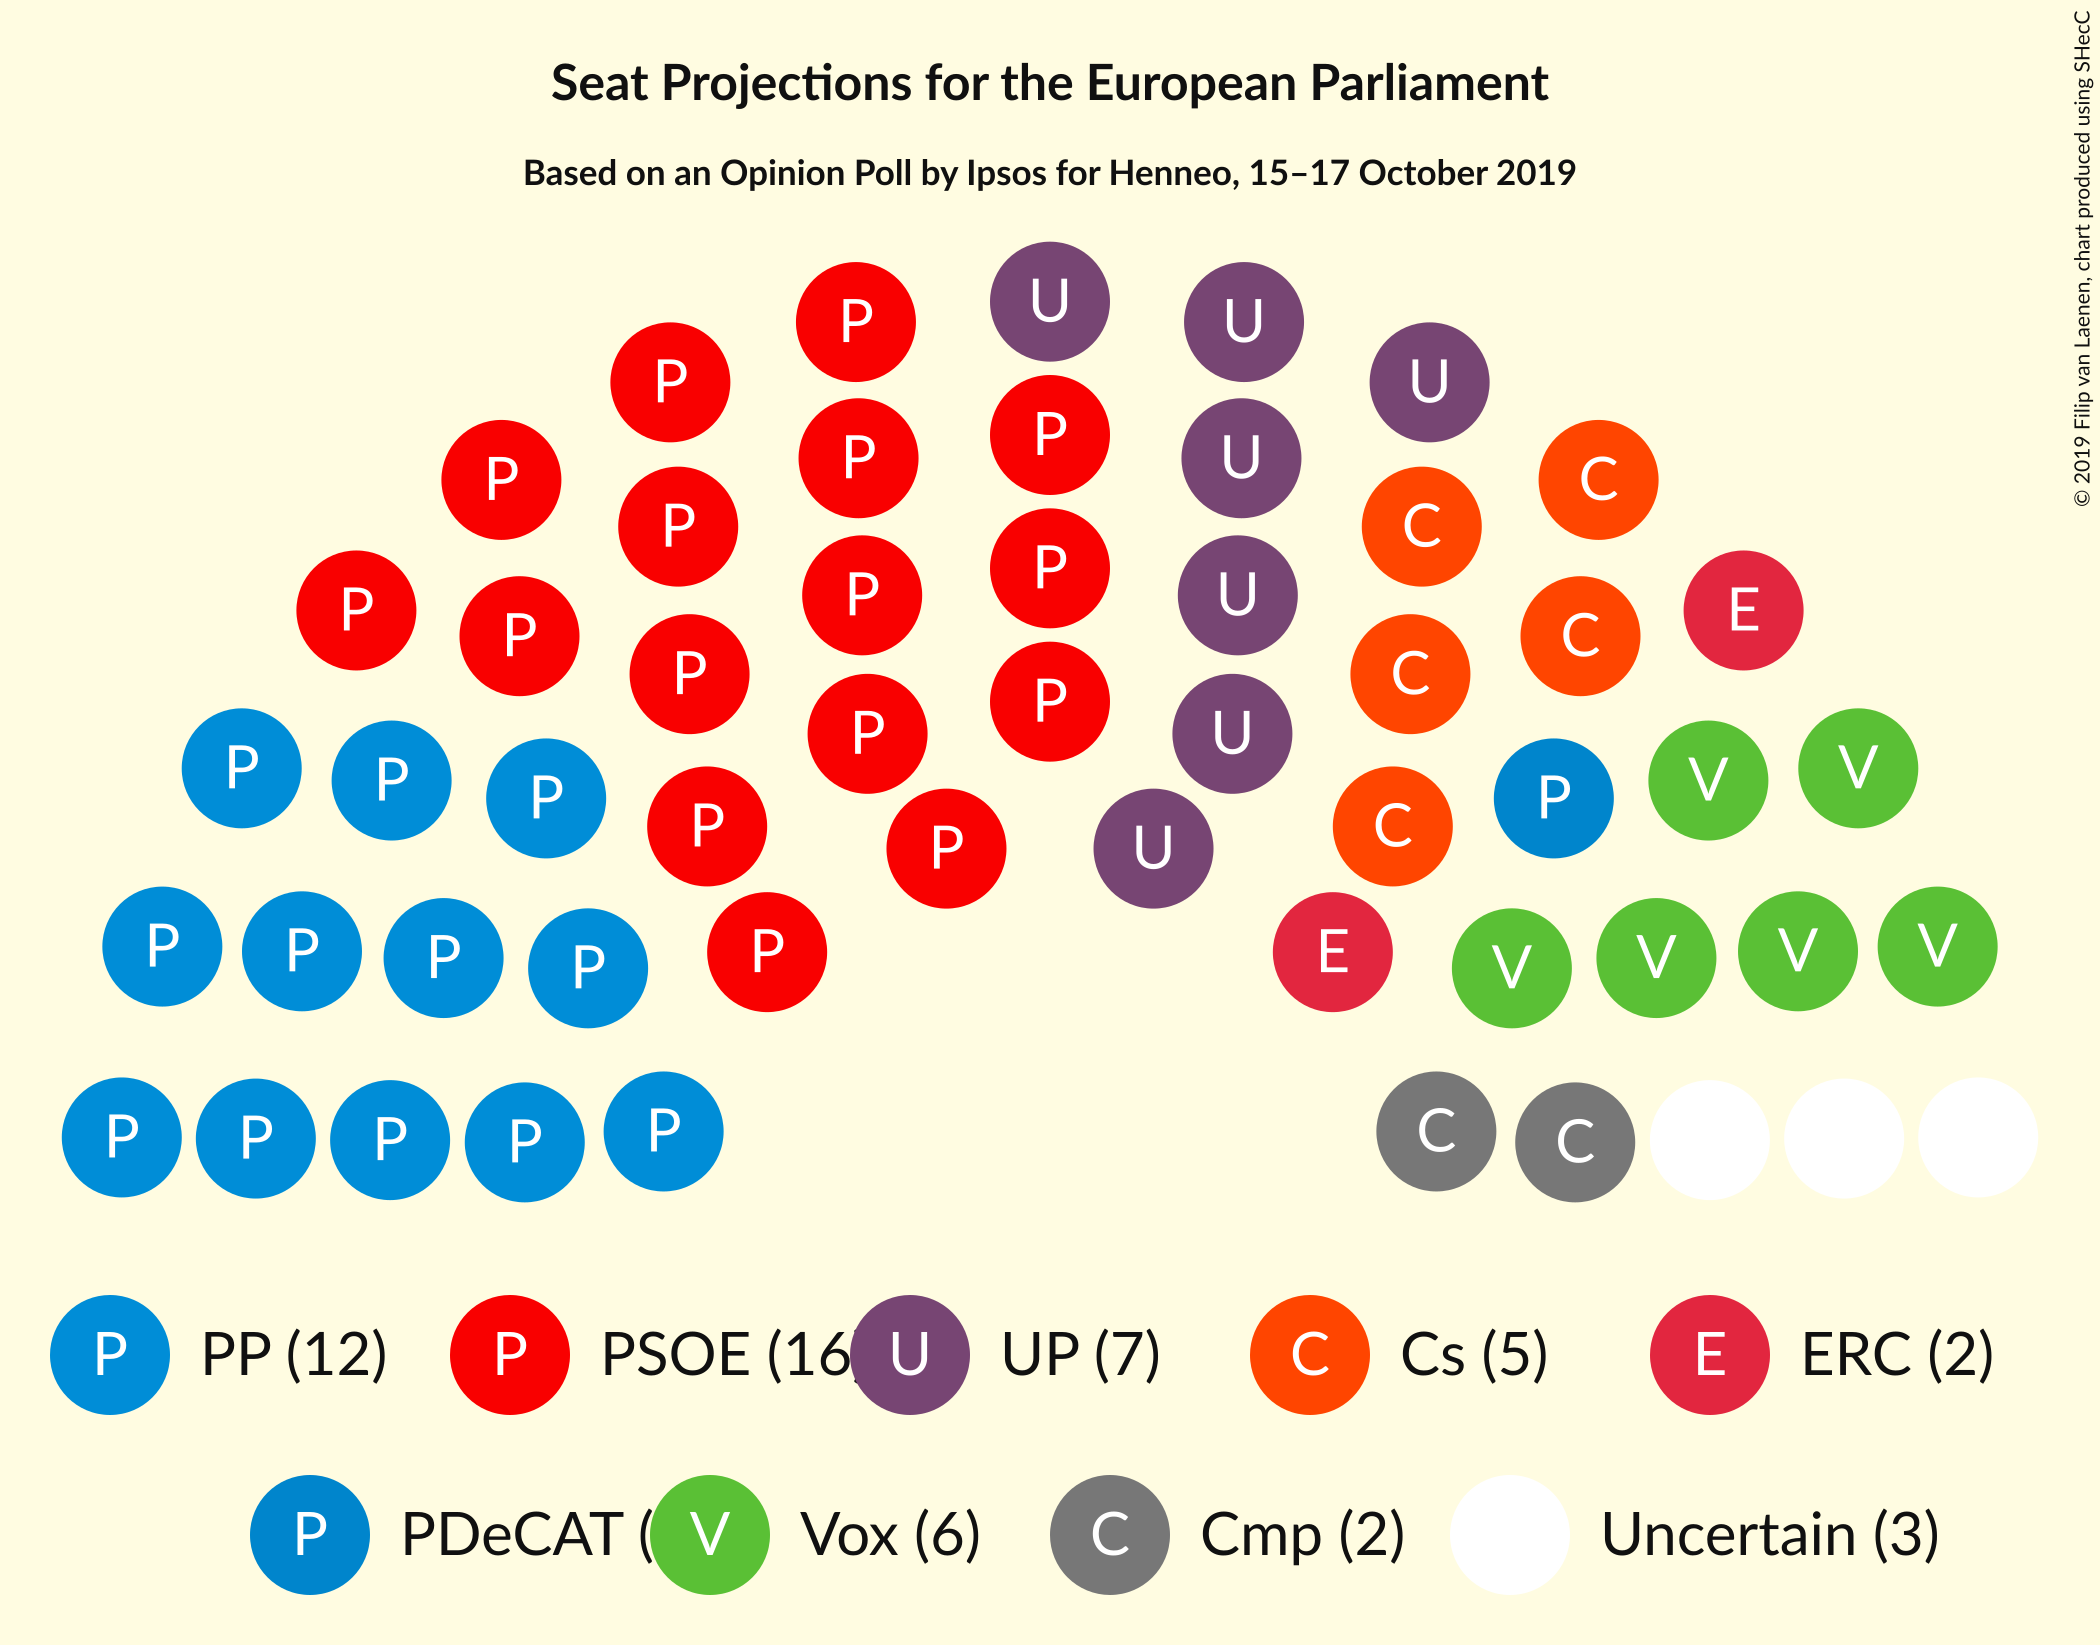 Seat Projections for the European Parliament
Based on an Opinion Poll by Ipsos for Henneo, 15–17 October 2019
© 2019 Filip van Laenen, chart produced using SHecC
P U U
P U
P P P U C
P P C
P P P U C E
P P P U C
P P P P V V
P P U C
P P P P P E V V V V
P P P P P C C
P PP (12) P PSOE (16 U UP (7) C Cs (5) E ERC (2)
P PDeCAT ( V Vox (6) C Cmp (2) Uncertain (3)